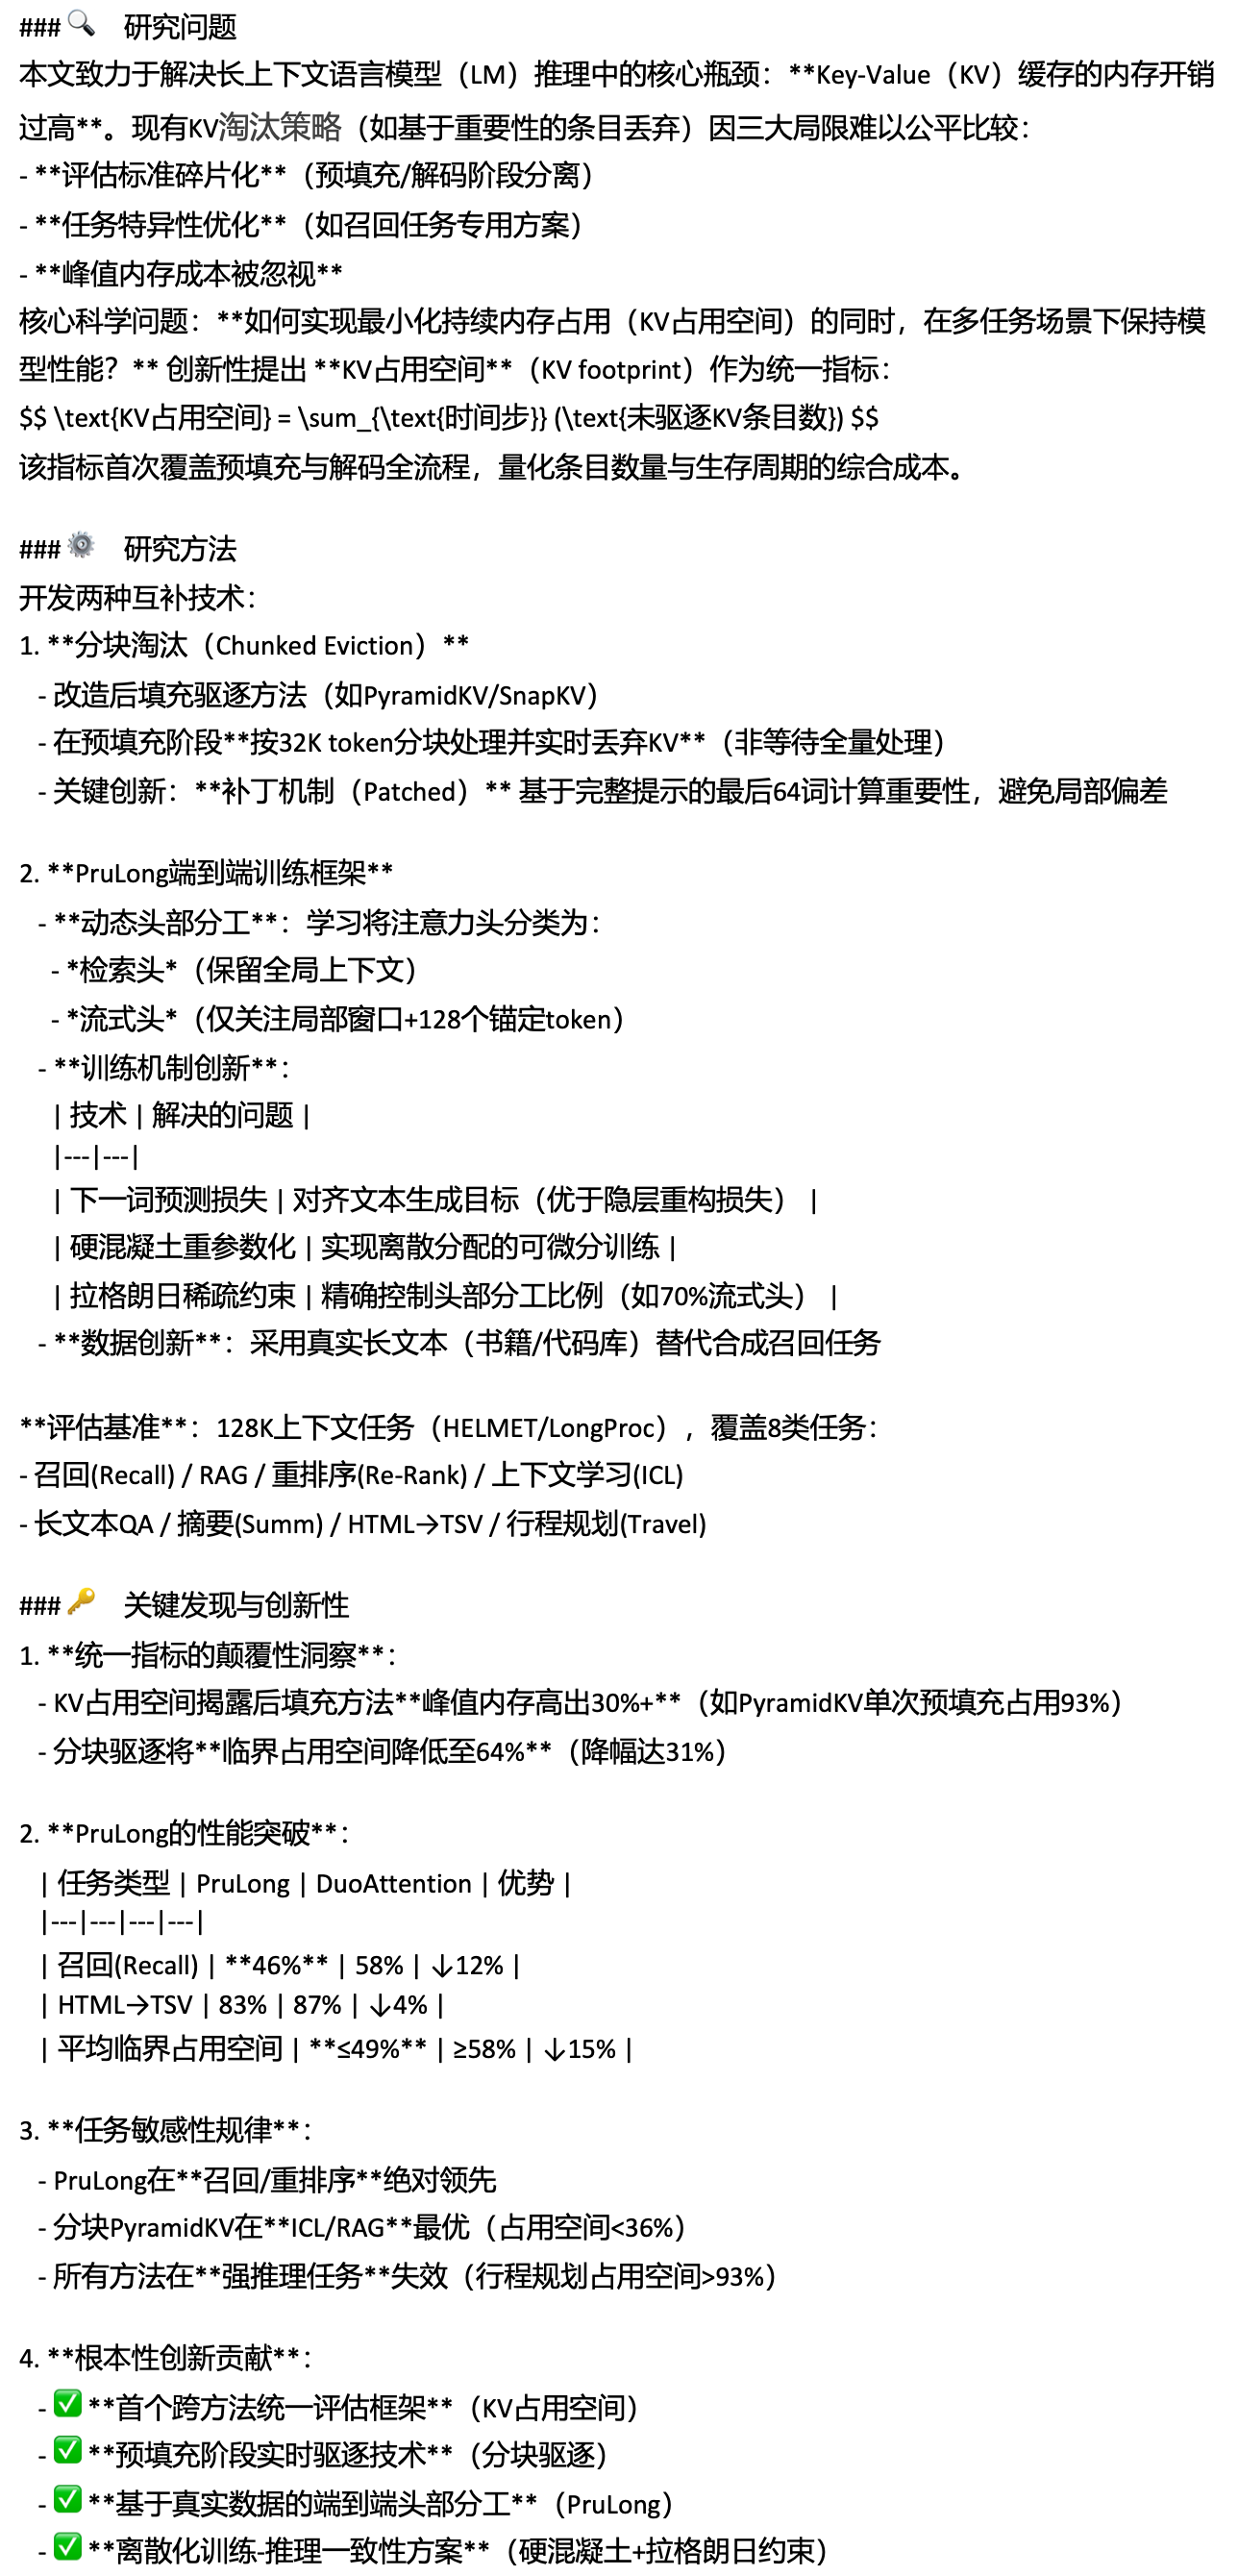 ### 🔍 研究问题
本文致力于解决长上下文语言模型（LM）推理中的核心瓶颈：**Key-Value（KV）缓存的内存开销
过高**。现有KV淘汰策略（如基于重要性的条目丢弃）因三大局限难以公平比较：
- **评估标准碎片化**（预填充/解码阶段分离）
- **任务特异性优化**（如召回任务专用方案）
- **峰值内存成本被忽视**
核心科学问题：**如何实现最小化持续内存占用（KV占用空间）的同时，在多任务场景下保持模
型性能？** 创新性提出 **KV占用空间**（KV footprint）作为统一指标：
$$ \text{KV占用空间} = \sum_{\text{时间步}} (\text{未驱逐KV条目数}) $$
该指标首次覆盖预填充与解码全流程，量化条目数量与生存周期的综合成本。
### ⚙️ 研究方法
开发两种互补技术：
1. **分块淘汰（Chunked Eviction）**
- 改造后填充驱逐方法（如PyramidKV/SnapKV）
- 在预填充阶段**按32K token分块处理并实时丢弃KV**（非等待全量处理）
- 关键创新：**补丁机制（Patched）** 基于完整提示的最后64词计算重要性，避免局部偏差
2. **PruLong端到端训练框架**
- **动态头部分工**：学习将注意力头分类为：
- *检索头*（保留全局上下文）
- *流式头*（仅关注局部窗口+128个锚定token）
- **训练机制创新**：
| 技术 | 解决的问题 |
|---|---|
| 下一词预测损失 | 对齐文本生成目标（优于隐层重构损失） |
| 硬混凝土重参数化 | 实现离散分配的可微分训练 |
| 拉格朗日稀疏约束 | 精确控制头部分工比例（如70%流式头） |
- **数据创新**：采用真实长文本（书籍/代码库）替代合成召回任务
**评估基准**：128K上下文任务（HELMET/LongProc），覆盖8类任务：
- 召回(Recall) / RAG / 重排序(Re-Rank) / 上下文学习(ICL)
- 长文本QA / 摘要(Summ) / HTML→TSV / 行程规划(Travel)
### 🔑 关键发现与创新性
1. **统一指标的颠覆性洞察**：
- KV占用空间揭露后填充方法**峰值内存高出30%+**（如PyramidKV单次预填充占用93%）
- 分块驱逐将**临界占用空间降低至64%**（降幅达31%）
2. **PruLong的性能突破**：
| 任务类型 | PruLong | DuoAttention | 优势 |
|---|---|---|---|
| 召回(Recall) | **46%** | 58% | ↓12% |
| HTML→TSV | 83% | 87% | ↓4% |
| 平均临界占用空间 | **≤49%** | ≥58% | ↓15% |
3. **任务敏感性规律**：
- PruLong在**召回/重排序**绝对领先
- 分块PyramidKV在**ICL/RAG**最优（占用空间<36%）
- 所有方法在**强推理任务**失效（行程规划占用空间>93%）
4. **根本性创新贡献**：
- ✅ **首个跨方法统一评估框架**（KV占用空间）
- ✅ **预填充阶段实时驱逐技术**（分块驱逐）
- ✅ **基于真实数据的端到端头部分工**（PruLong）
- ✅ **离散化训练-推理一致性方案**（硬混凝土+拉格朗日约束）